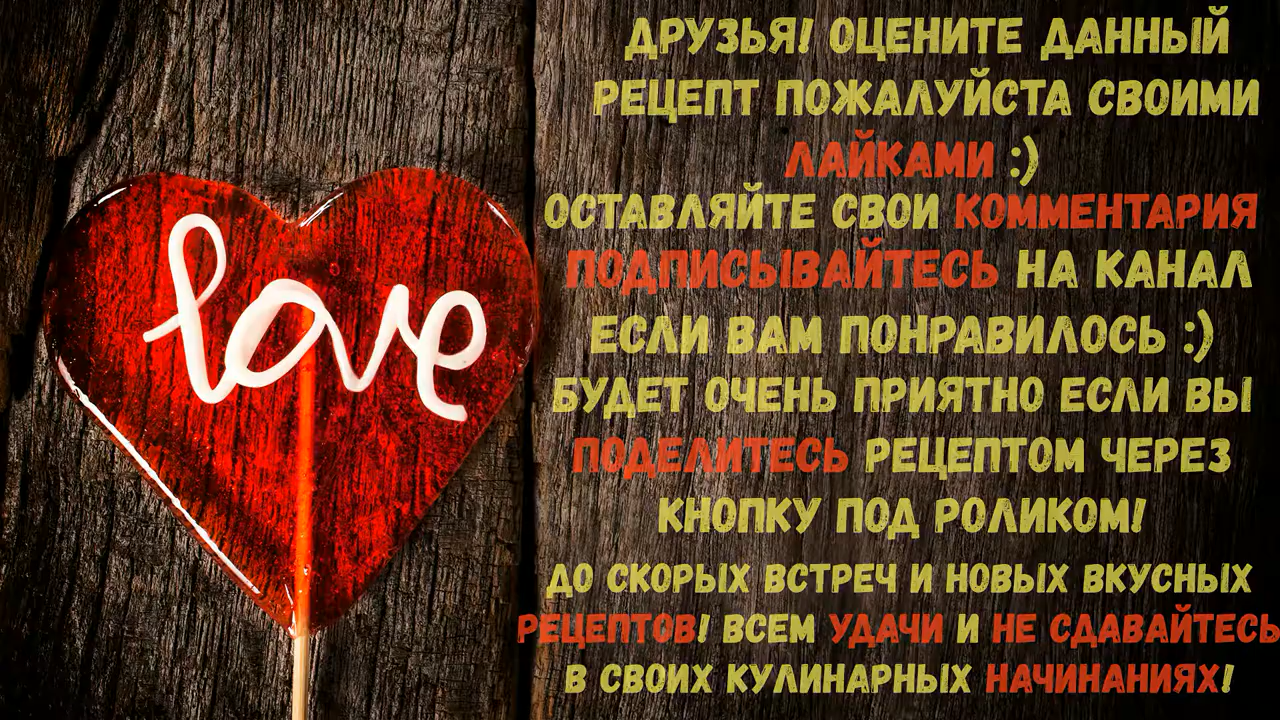 love
ДРУЗЬЯ! ОЦЕНИТЕ ДАННЫЙ
РЕЦЕПТ ПОЖАЛУЙСТА СВОИМИ
ЛАЙКАМИ :)
ОСТАВЛЯЙТЕ СВОИ КОММЕНТАРИЯ
ПОДПИСЫВАЙТЕСЬ НА КАНАЛ
ЕСЛИ ВАМ ПОНРАВИЛОСЬ :)
БУДЕТ ОЧЕНЬ ПРИЯТНО ЕСЛИ ВЫ
ПОДЕЛИТЕСЬ РЕЦЕПТОМ ЧЕРЕЗ
КНОПКУ ПОД РОЛИКОМ!
ДО СКОРЫХ ВСТРЕЧ И НОВЫХ ВКУСНЫХ
РЕЦЕПТОВ! ВСЕМ УДАЧИ И НЕ СДАВАЙТЕСЬ
В СВОИХ КУЛИНАРНЫХ НАЧИНАНИЯХ!